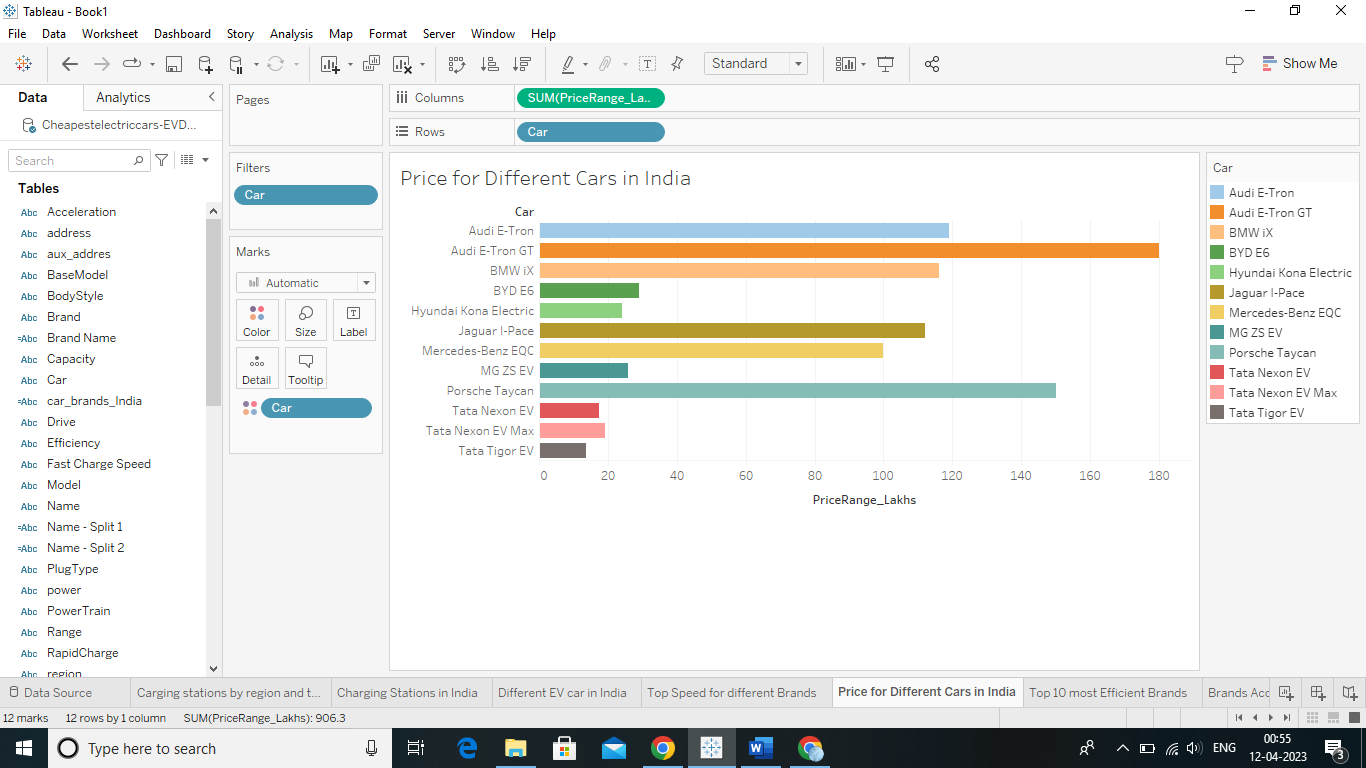 Tableau - Book1
File Data Worksheet Dashboard Story Analysis Map Format Server Window Help
Standard
Show Me
Data Analytics
Cheapestelectriccars-EVD...
Search
Tables
Abc Acceleration
Abc address
Abc aux_addres
Abc BaseModel
Abc BodyStyle
Abc Brand
=Abc Brand Name
Abc Capacity
Abc Car
=Abc car_brands_India
Abc Drive
Abc Efficiency
Abc Fast Charge Speed
Abc Model
Abc Name
=Abc Name - Split 1
=Abc Name - Split 2
Abc PlugType
Abc power
Abc PowerTrain
Abc Range
Abc RapidCharge
Abc region
Pages
Filters
Car
Marks
Automatic
Color Size Label
Detail Tooltip
Car
Columns SUM(PriceRange_La..
Rows Car
Price for Different Cars in India
Car
Audi E-Tron
Audi E-Tron GT
BMW iX
BYD E6
Hyundai Kona Electric
Jaguar I-Pace
Mercedes-Benz EQC
MG ZS EV
Porsche Taycan
Tata Nexon EV
Tata Nexon EV Max
Tata Tigor EV
0 20 40 60 80 100 120 140 160 180
PriceRange_Lakhs
Car
Audi E-Tron
Audi E-Tron GT
BMW iX
BYD E6
Hyundai Kona Electric
Jaguar I-Pace
Mercedes-Benz EQC
MG ZS EV
Porsche Taycan
Tata Nexon EV
Tata Nexon EV Max
Tata Tigor EV
Data Source Carging stations by region and t... Charging Stations in India Different EV car in India Top Speed for different Brands Price for Different Cars in India Top 10 most Efficient Brands Brands Acc
12 marks 12 rows by 1 column SUM(PriceRange_Lakhs): 906.3
Type here to search
ENG
00:55
12-04-2023
3